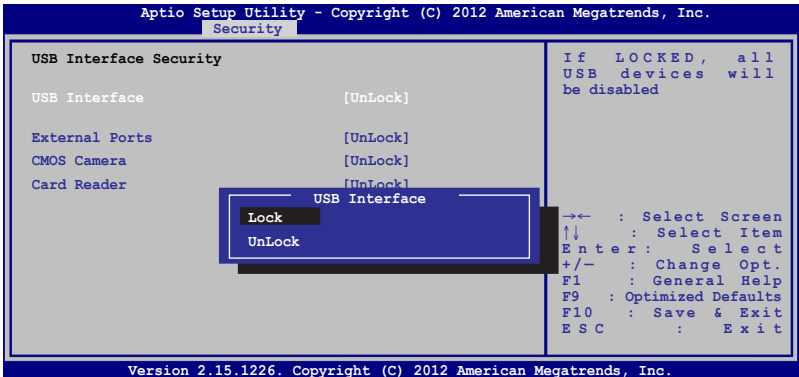 Aptio Setup Utility - Copyright (C) 2012 American Megatrends, Inc.
Security
USB Interface Security
USB Interface [UnLock]
External Ports [UnLock]
CMOS Camera [UnLock]
Card Reader [UnLock]
USB Interface
Lock
UnLock
If LOCKED, all
USB devices will
be disabled
→← : Select Screen
↑↓ : Select Item
Enter: Select
+/— : Change Opt.
F1 : General Help
F9 : Optimized Defaults
F10 : Save & Exit
ESC : Exit
Version 2.15.1226. Copyright (C) 2012 American Megatrends, Inc.